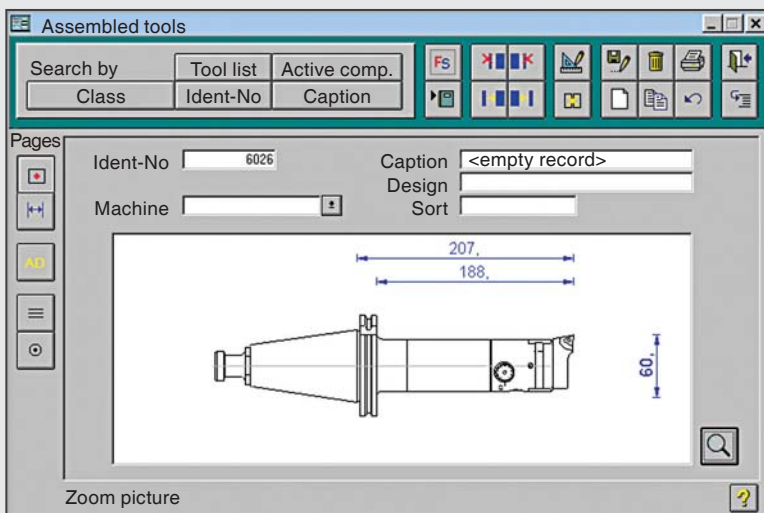 Assembled tools
Search by Tool list Active comp.
Class Ident-No Caption
FS
Pages
Ident-No 6026 Caption <empty record>
Design
Machine Sort
AD
207,
188,
60,
Zoom picture
?